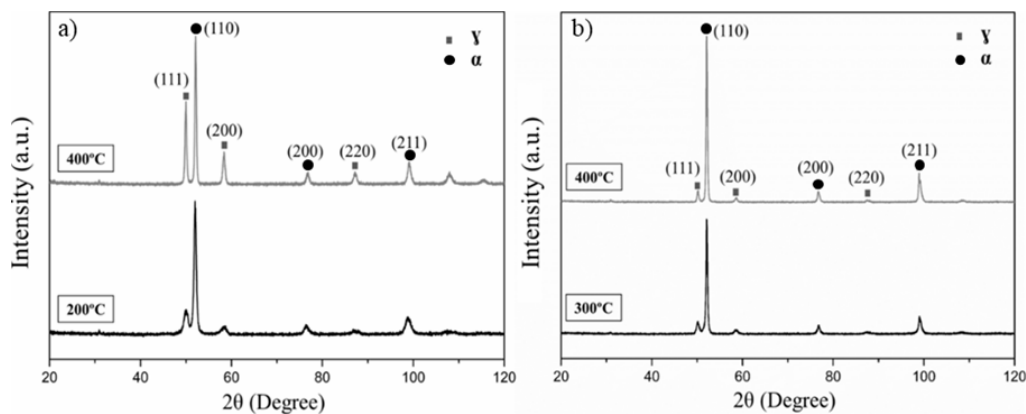 a)
(110)
ɣ
α
(111)
(200)
(200)
(220)
(211)
400ºC
200ºC
Intensity (a.u.)
20 40 60 80 100 120
2θ (Degree)
b)
(110)
ɣ
α
(111)
(200)
(200)
(220)
(211)
400ºC
300ºC
Intensity (a.u.)
20 40 60 80 100 120
2θ (Degree)